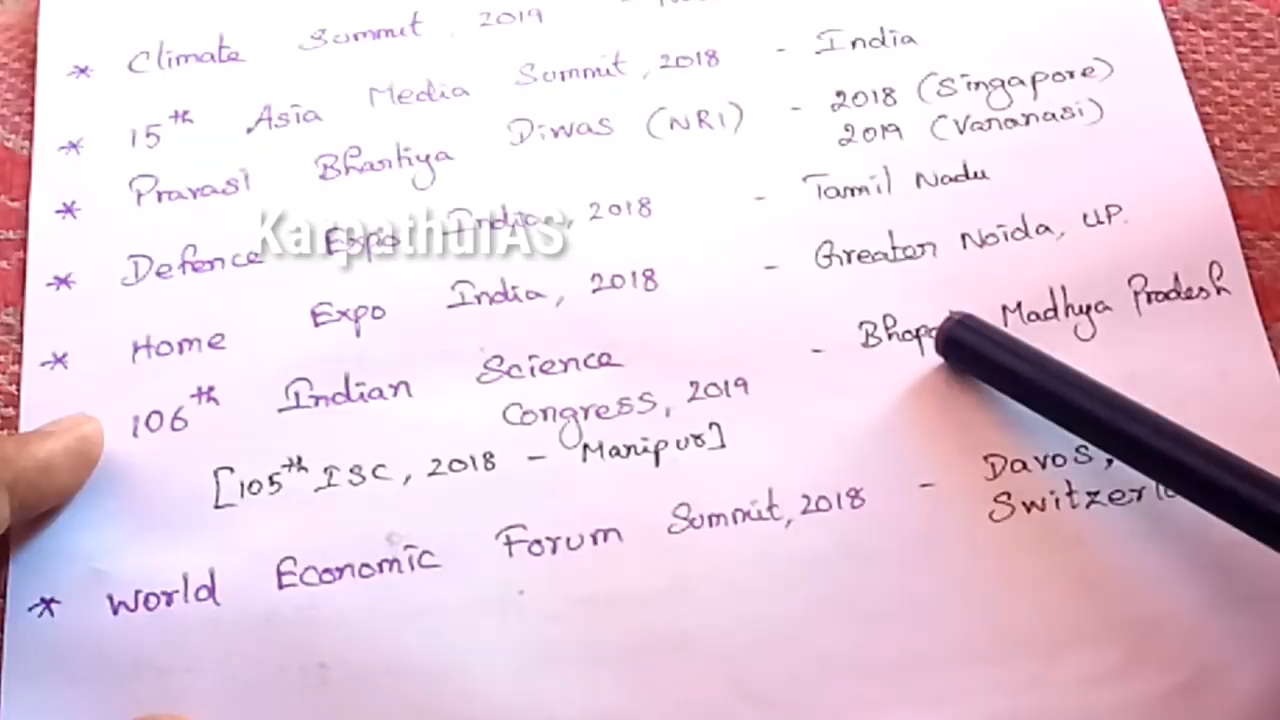 * Climate Summit, 2019 -
* 15th Asia Media Summit, 2018 - India
* Pravasi Bhartiya Diwas (NRI) - 2018 (Singapore)
2019 (Varanasi)
* Defence Expo India, 2018 - Tamil Nadu
* Home Expo India, 2018 - Greater Noida, UP.
* 106th Indian Science Congress, 2019 - Madhya Pradesh
[105th ISC, 2018 - Manipur]
* World Economic Forum Summit, 2018 - Davos,
KarpathuIAS